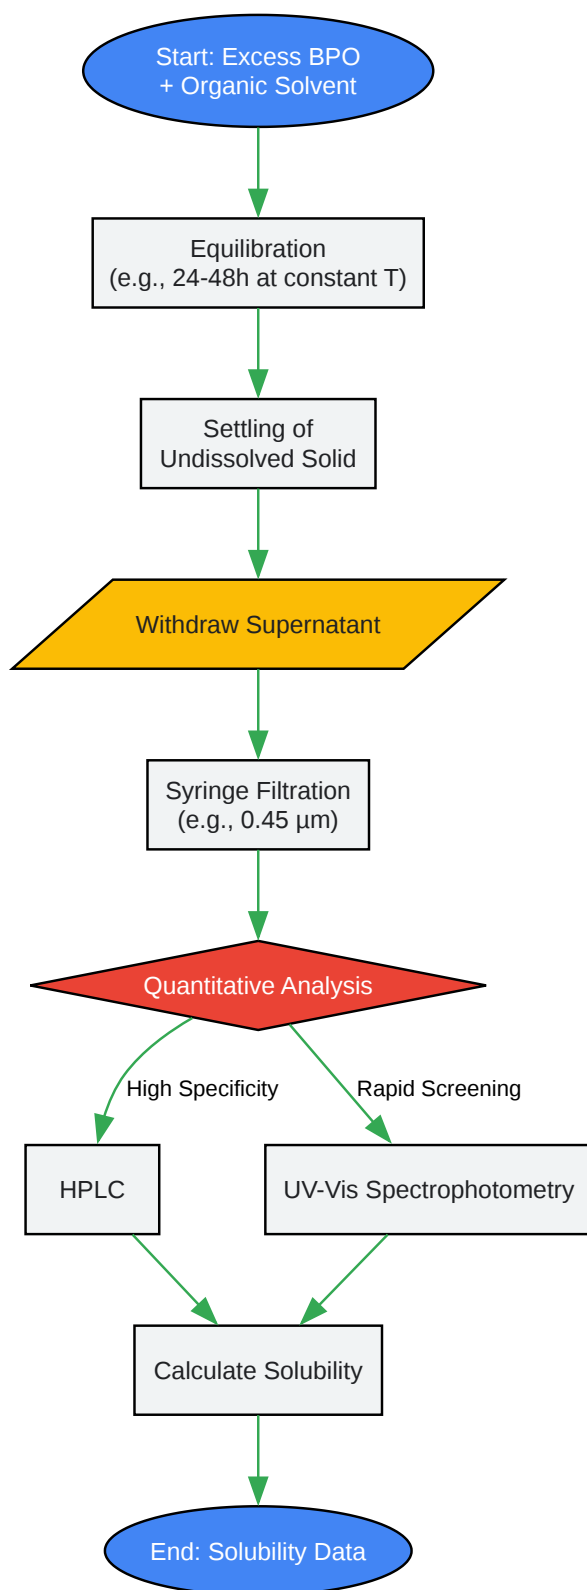 Start: Excess BPO
+ Organic Solvent
Equilibration
(e.g., 24-48h at constant T)
Settling of
Undissolved Solid
Withdraw Supernatant
Syringe Filtration
(e.g., 0.45 µm)
Quantitative Analysis
High Specificity
Rapid Screening
HPLC
UV-Vis Spectrophotometry
Calculate Solubility
End: Solubility Data